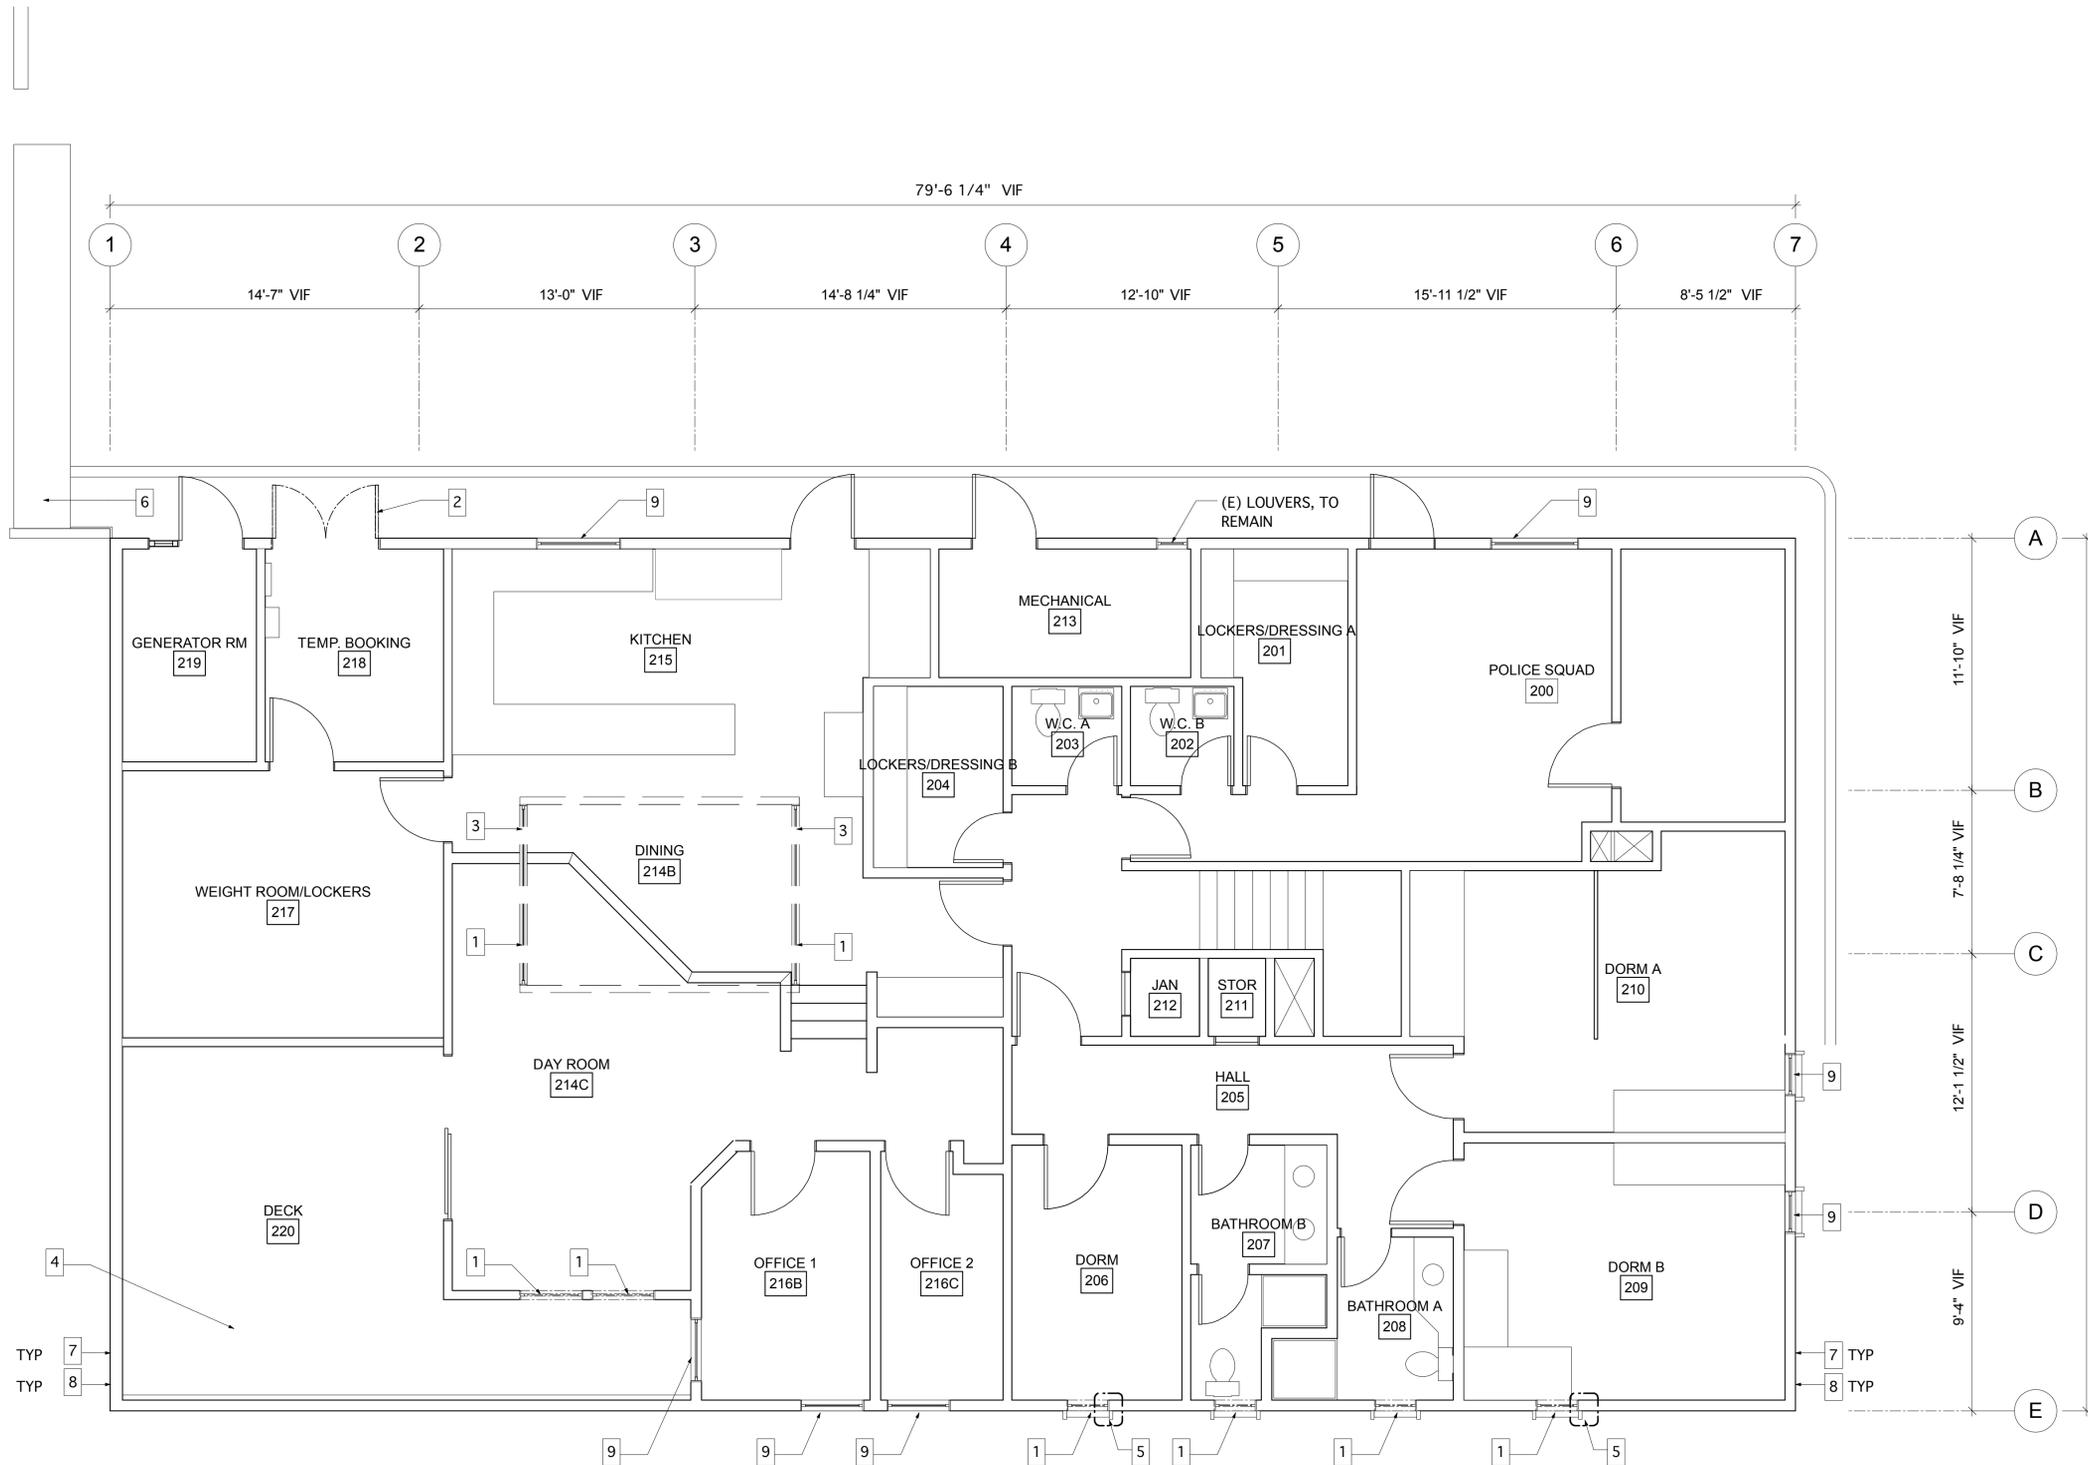 79'-6 1/4" VIF
1
2
3
4
5
6
7
14'-7" VIF
13'-0" VIF
14'-8 1/4" VIF
12'-10" VIF
15'-11 1/2" VIF
8'-5 1/2" VIF
6
2
9
(E) LOUVERS, TO
REMAIN
9
A
MECHANICAL
213
LOCKERS/DRESSING A
201
GENERATOR RM
219
TEMP. BOOKING
218
KITCHEN
215
POLICE SQUAD
200
11'-10" VIF
W.C. A
203
W.C. B
202
LOCKERS/DRESSING B
204
B
3
3
DINING
214B
7'-8 1/4" VIF
WEIGHT ROOM/LOCKERS
217
1
1
C
DORM A
210
JAN
212
STOR
211
DAY ROOM
214C
HALL
205
9
12'-1 1/2" VIF
DECK
220
BATHROOM B
207
9
D
4
1
1
OFFICE 1
216B
OFFICE 2
216C
DORM
206
DORM B
209
BATHROOM A
208
9'-4" VIF
TYP 7
7 TYP
TYP 8
8 TYP
E
9
9
9
1
5
1
1
1
5